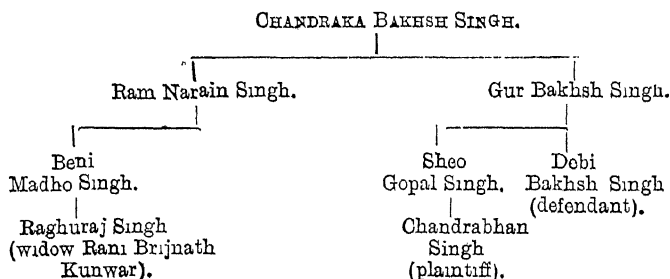 CHANDRAKA BAKHSH SINGH.
Ram Narain Singh. Gur Bakhsh Singh.
Beni Sheo Debi
Madho Singh. Gopal Singh. Bakhsh Singh
(defendant).
Raghuraj Singh Chandrabhan
(widow Rani Brijnath Singh
Kunwar). (plaintiff).